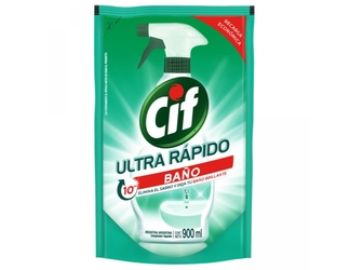 RECARGA
ECONÓMICA
Cif
ULTRA RÁPIDO
BAÑO
10"
ELIMINA EL SARRO Y DEJA TU BAÑO BRILLANTE
900 ml